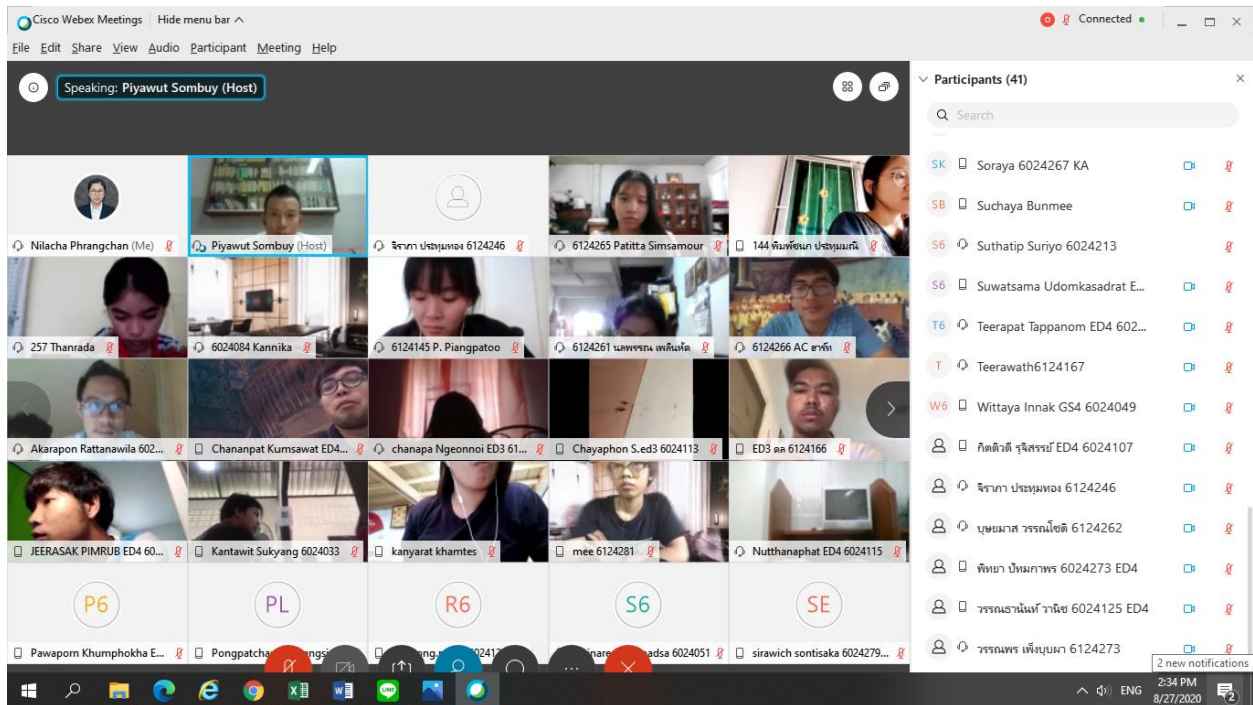 Cisco Webex Meetings Hide menu bar
Connected
File Edit Share View Audio Participant Meeting Help
Speaking: Piyawut Sombuy (Host)
Nilacha Phrangchan (Me)
Piyawut Sombuy (Host)
จิราภา ประทุมทอง 6124246
6124265 Patitta Simsamour
144 พิมพ์ชนก ประทุมมณี
257 Thanrada
6024084 Kannika
6124145 P. Piangpatoo
6124261 นลพรรณ เพลินหัด
6124266 AC ฮาริท
Akarapon Rattanawila 602...
Chananpat Kumsawat ED4...
chanapa Ngeonnoi ED3 61...
Chayaphon S.ed3 6024113
ED3 ดล 6124166
JEERASAK PIMRUB ED4 60...
Kantawit Sukyang 6024033
kanyarat khamtes
mee 6124281
Nutthanaphat ED4 6024115
P6
PL
R6
S6
SE
Pawaporn Khumphokha E...
Pongpatcha
6024051
sirawich sontisaka 6024279...
Participants (41)
Search
SK Soraya 6024267 KA
SB Suchaya Bunmee
S6 Suthatip Suriyo 6024213
S6 Suwatsama Udomkasadrat E...
T6 Teerapat Tappanom ED4 602...
T Teerawath6124167
W6 Wittaya Innak GS4 6024049
กิตติวดี รุจิสรรย์ ED4 6024107
จิราภา ประทุมทอง 6124246
บุษยมาส วรรณโชติ 6124262
พิทยา ปัทมภาพร 6024273 ED4
วรรณธานันท์ วานิช 6024125 ED4
วรรณพร เพ็งบุบผา 6124273
2 new notifications
ENG
2:34 PM
8/27/2020
2